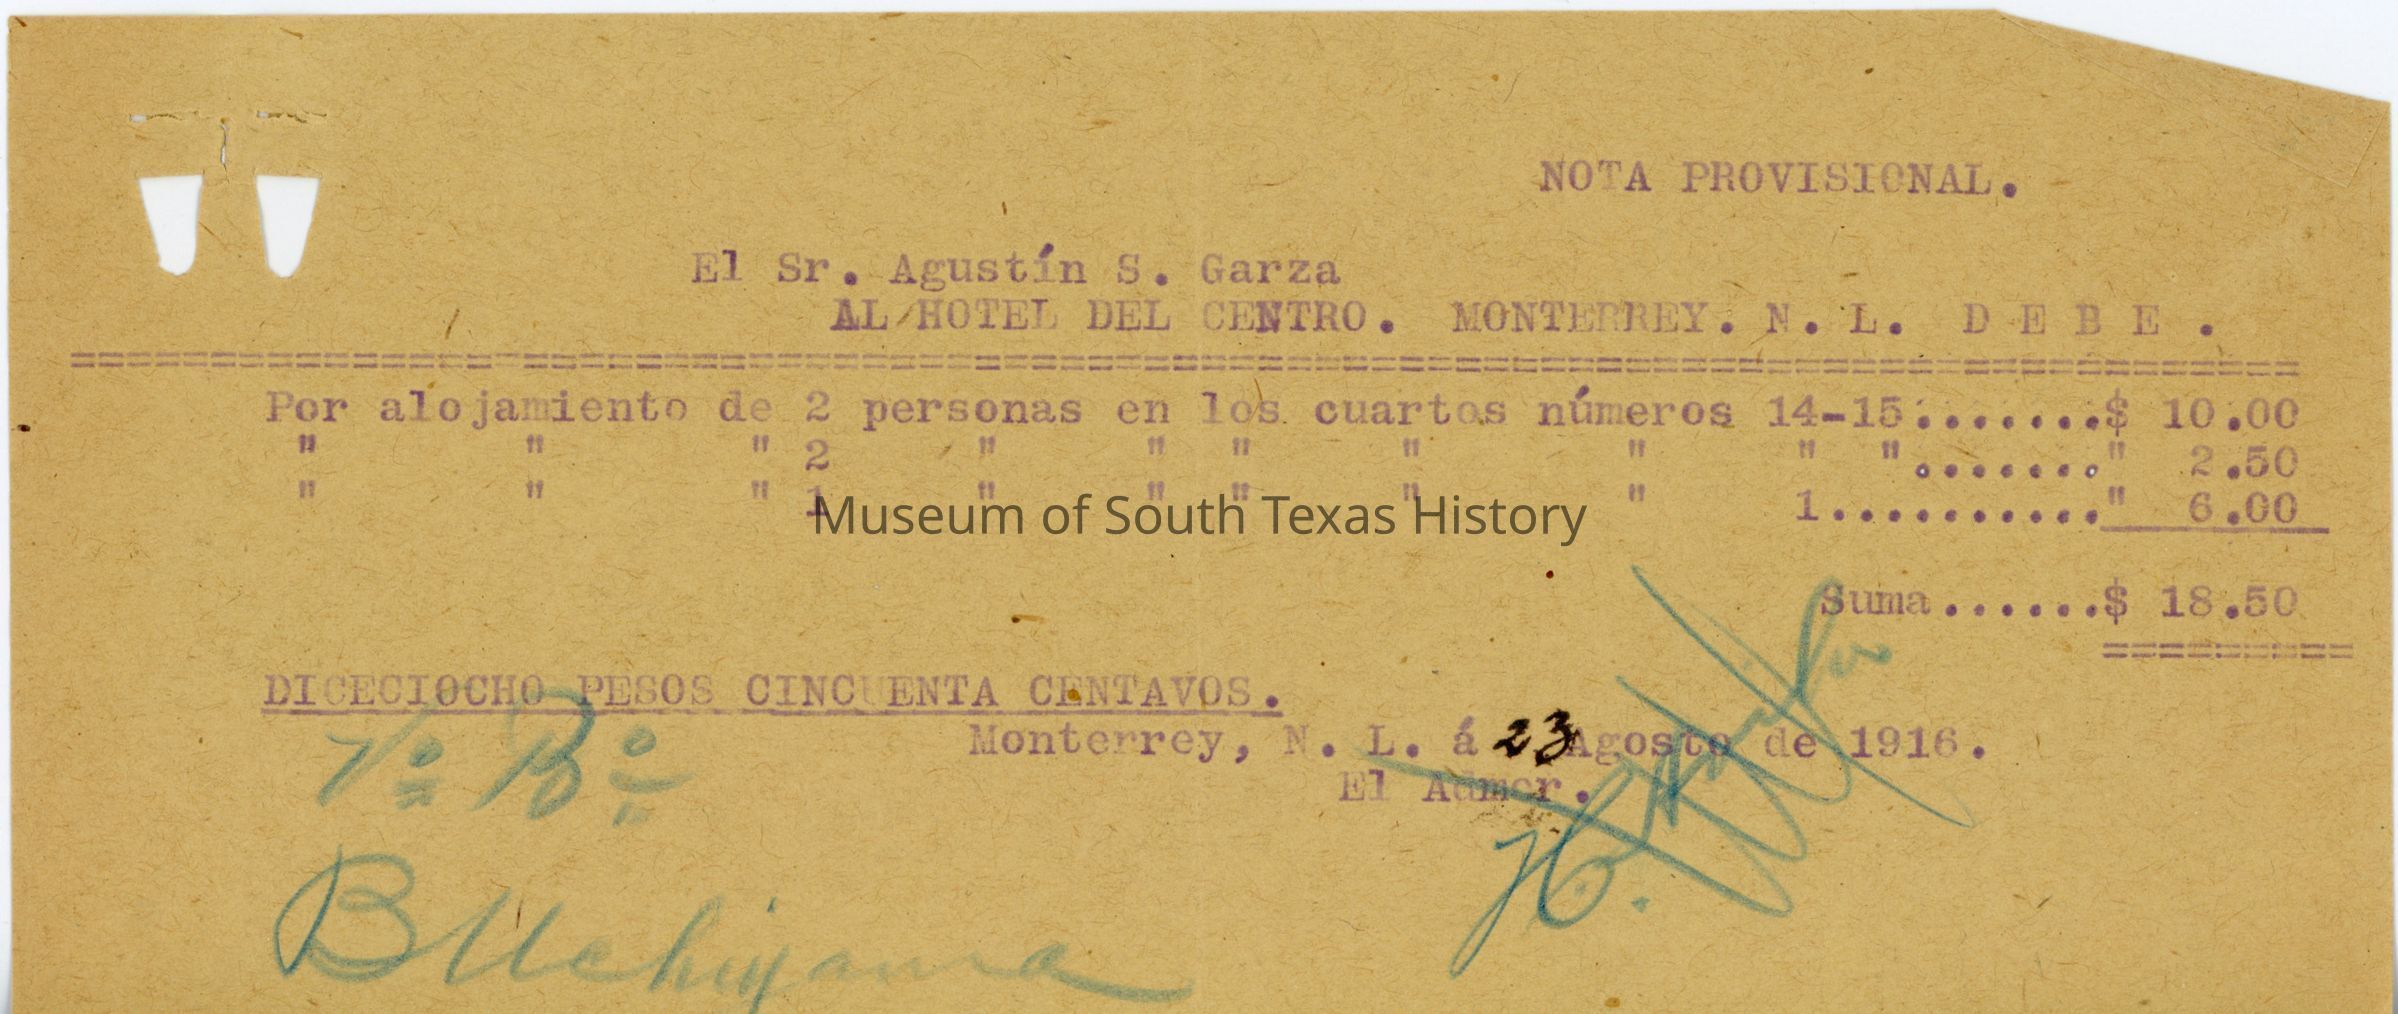 NOTA PROVISIONAL.
El Sr. Agustín S. Garza
AL HOTEL DEL CENTRO. MONTERREY. N. L. D E B E .
==============================================================================
Por alojamiento de 2 personas en los cuartos números 14-15.......$ 10.00
" " " 2 " " " " " " "........" 2.50
" " " 1 " " " " " 1.........." 6.00
Museum of South Texas History
Suma......$ 18.50
=========
DICECIOCHO PESOS CINCUENTA CENTAVOS.
Monterrey, N. L. á 23 Agosto de 1916.
El Admor.
Vo Bo
B Uchiyama